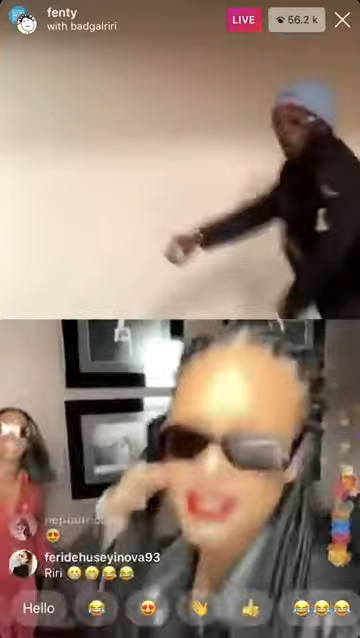 fenty
with badgalriri
LIVE
56.2 k
feridehuseyinova93
Riri 😁😁😂😂
Hello